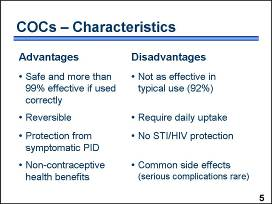 COCs – Characteristics
Advantages
• Safe and more than
99% effective if used
correctly
• Reversible
• Protection from
symptomatic PID
• Non-contraceptive
health benefits
Disadvantages
• Not as effective in
typical use (92%)
• Require daily uptake
• No STI/HIV protection
• Common side effects
(serious complications rare)
5